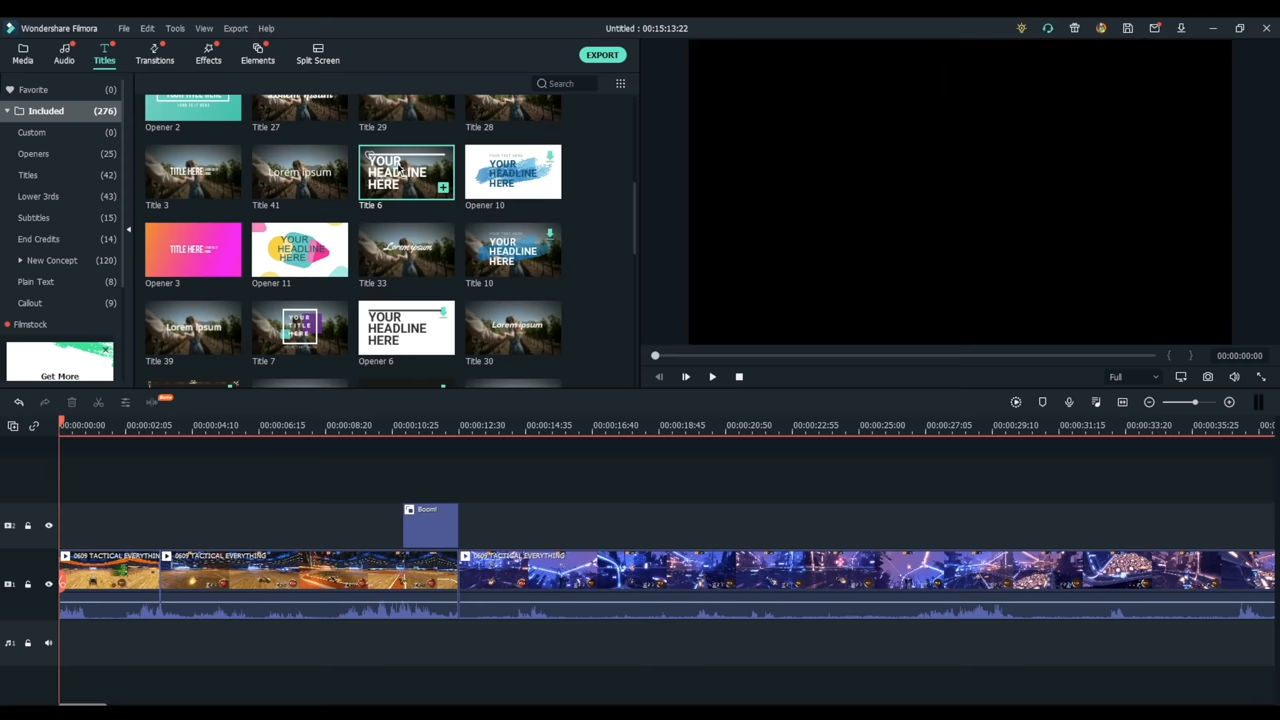 Wondershare Filmora File Edit Tools View Export Help Untitled : 00:15:13:22
Media Audio Titles Transitions Effects Elements Split Screen EXPORT
Search
Favorite (0)
Included (276)
Custom (0)
Openers (25)
Titles (42)
Lower 3rds (43)
Subtitles (15)
End Credits (14)
New Concept (120)
Plain Text (8)
Callout (9)
Filmstock
Get More
Opener 2 Title 27 Title 29 Title 28
TITLE HERE
Lorem ipsum
YOUR
HEADLINE
HERE
YOUR
HEADLINE
HERE
Title 3 Title 41 Title 6 Opener 10
TITLE HERE
YOUR
HEADLINE
HERE
Lorem ipsum
YOUR
HEADLINE
HERE
Opener 3 Opener 11 Title 33 Title 10
Lorem ipsum
YOUR
TITLE
HERE
YOUR
HEADLINE
HERE
Lorem ipsum
Title 39 Title 7 Opener 6 Title 30
00:00:00:00
Full
Beta
00:00:00:00 00:00:02:05 00:00:04:10 00:00:06:15 00:00:08:20 00:00:10:25 00:00:12:30 00:00:14:35 00:00:16:40 00:00:18:45 00:00:20:50 00:00:22:55 00:00:25:00 00:00:27:05 00:00:29:10 00:00:31:15 00:00:33:20 00:00:35:25
Boom!
2
0609 TACTICAL EVERYTHIN 0609 TACTICAL EVERYTHING 0609 TACTICAL EVERYTHING
1
1